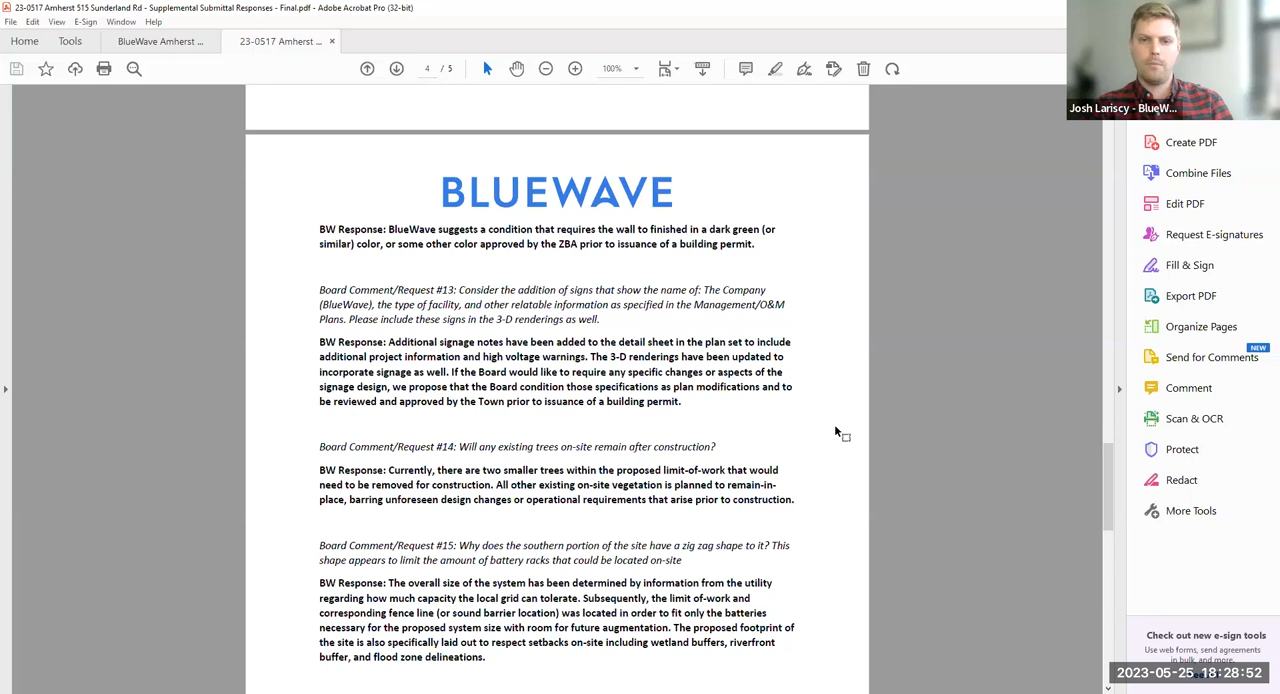 23-0517 Amherst 515 Sunderland Rd - Supplemental Submittal Responses - Final.pdf - Adobe Acrobat Pro (32-bit)
File Edit View E-Sign Window Help
Home Tools BlueWave Amherst ... 23-0517 Amherst ... ×
4 / 5 100%
Josh Lariscy - BlueW...
BLUEWAVE
BW Response: BlueWave suggests a condition that requires the wall to finished in a dark green (or
similar) color, or some other color approved by the ZBA prior to issuance of a building permit.
Board Comment/Request #13: Consider the addition of signs that show the name of: The Company
(BlueWave), the type of facility, and other relatable information as specified in the Management/O&M
Plans. Please include these signs in the 3-D renderings as well.
BW Response: Additional signage notes have been added to the detail sheet in the plan set to include
additional project information and high voltage warnings. The 3-D renderings have been updated to
incorporate signage as well. If the Board would like to require any specific changes or aspects of the
signage design, we propose that the Board condition those specifications as plan modifications and to
be reviewed and approved by the Town prior to issuance of a building permit.
Board Comment/Request #14: Will any existing trees on-site remain after construction?
BW Response: Currently, there are two smaller trees within the proposed limit-of-work that would
need to be removed for construction. All other existing on-site vegetation is planned to remain-in-
place, barring unforeseen design changes or operational requirements that arise prior to construction.
Board Comment/Request #15: Why does the southern portion of the site have a zig zag shape to it? This
shape appears to limit the amount of battery racks that could be located on-site
BW Response: The overall size of the system has been determined by information from the utility
regarding how much capacity the local grid can tolerate. Subsequently, the limit of-work and
corresponding fence line (or sound barrier location) was located in order to fit only the batteries
necessary for the proposed system size with room for future augmentation. The proposed footprint of
the site is also specifically laid out to respect setbacks on-site including wetland buffers, riverfront
buffer, and flood zone delineations.
Create PDF
Combine Files
Edit PDF
Request E-signatures
Fill & Sign
Export PDF
Organize Pages
NEW
Send for Comments
Comment
Scan & OCR
Protect
Redact
More Tools
Check out new e-sign tools
Use web forms, send agreements
in bulk, and more.
2023-05-25 18:28:52